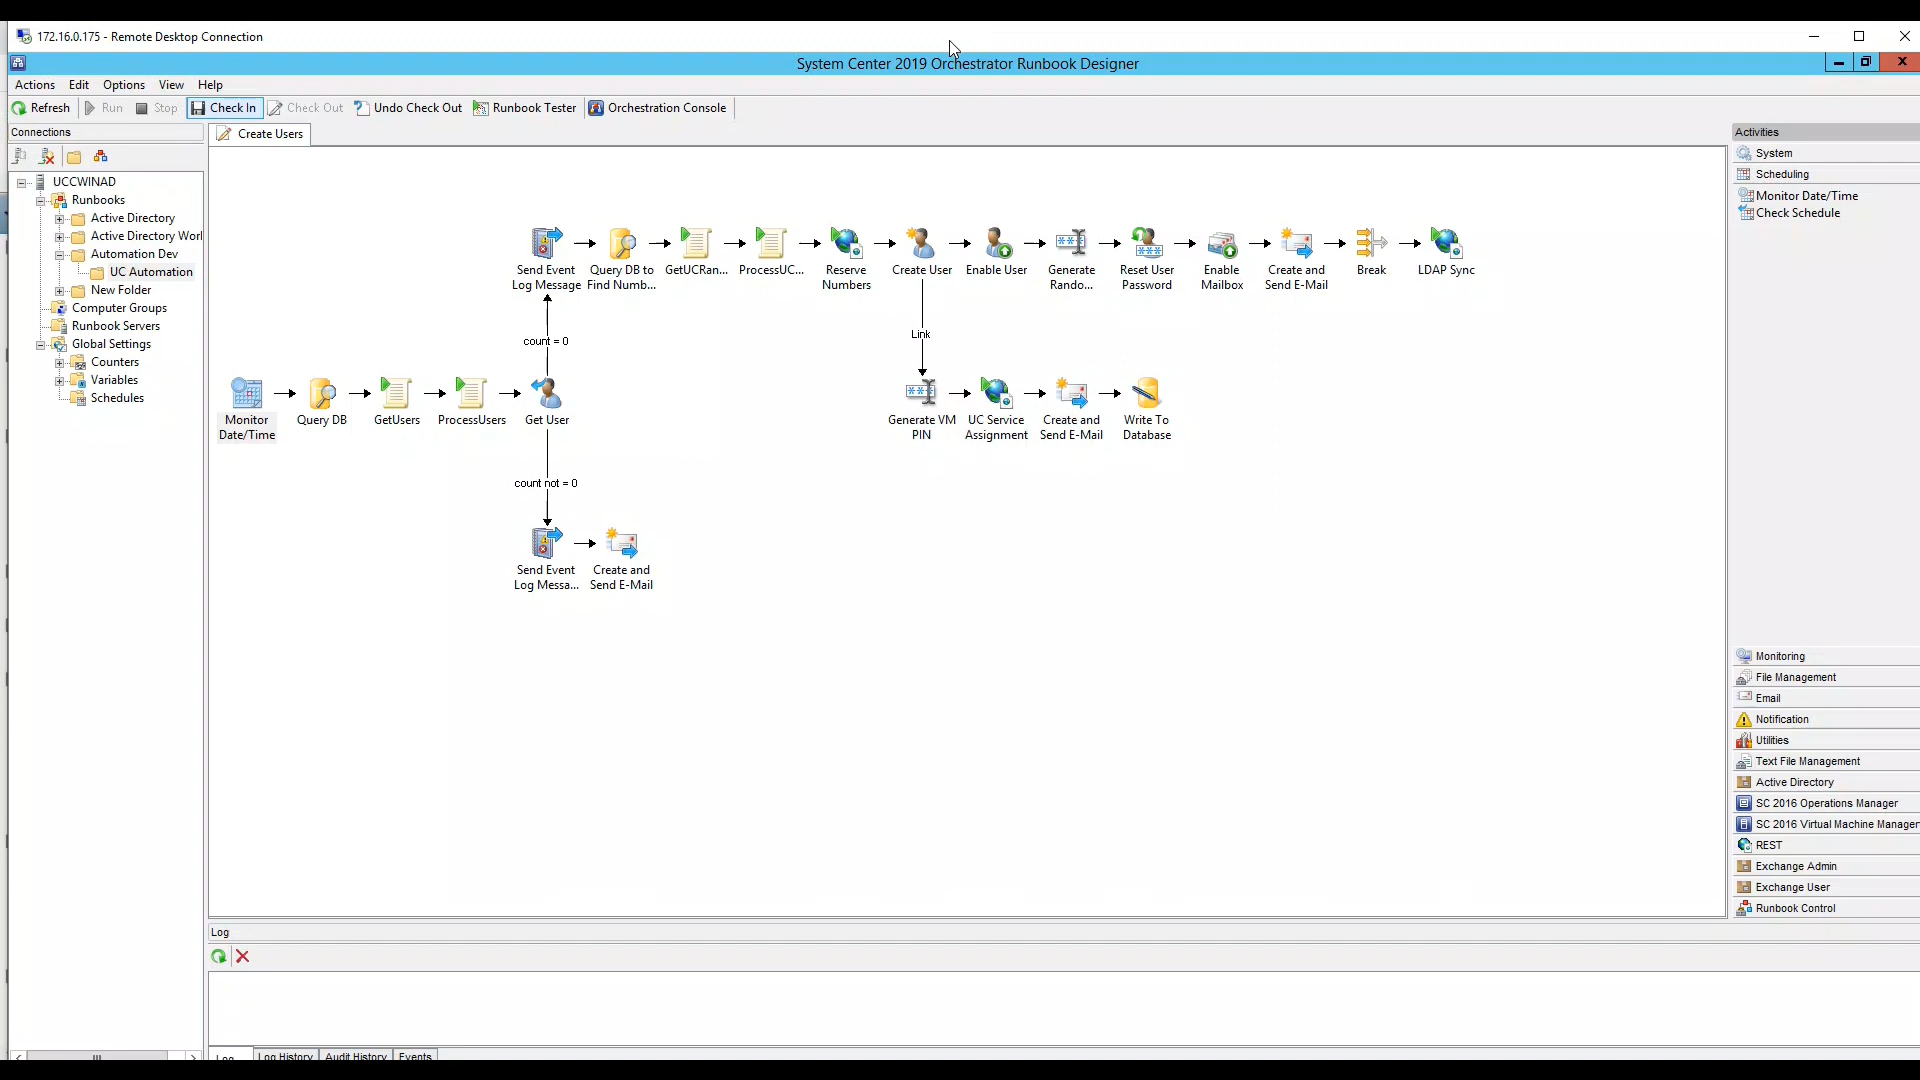 172.16.0.175 - Remote Desktop Connection
System Center 2019 Orchestrator Runbook Designer
Actions Edit Options View Help
Refresh Run Stop Check In Check Out Undo Check Out Runbook Tester Orchestration Console
Connections
Create Users
Activities
UCCWINAD
Runbooks
Active Directory
Active Directory Worl
Automation Dev
UC Automation
New Folder
Computer Groups
Runbook Servers
Global Settings
Counters
Variables
Schedules
Send Event
Log Message
Query DB to
Find Numb...
GetUCRan...
ProcessUC...
Reserve
Numbers
Create User
Enable User
Generate
Rando...
Reset User
Password
Enable
Mailbox
Create and
Send E-Mail
Break
LDAP Sync
count = 0
Link
Monitor
Date/Time
Query DB
GetUsers
ProcessUsers
Get User
Generate VM
PIN
UC Service
Assignment
Create and
Send E-Mail
Write To
Database
count not = 0
Send Event
Log Messa...
Create and
Send E-Mail
System
Scheduling
Monitor Date/Time
Check Schedule
Monitoring
File Management
Email
Notification
Utilities
Text File Management
Active Directory
SC 2016 Operations Manager
SC 2016 Virtual Machine Manager
REST
Exchange Admin
Exchange User
Runbook Control
Log
Log Log History Audit History Events